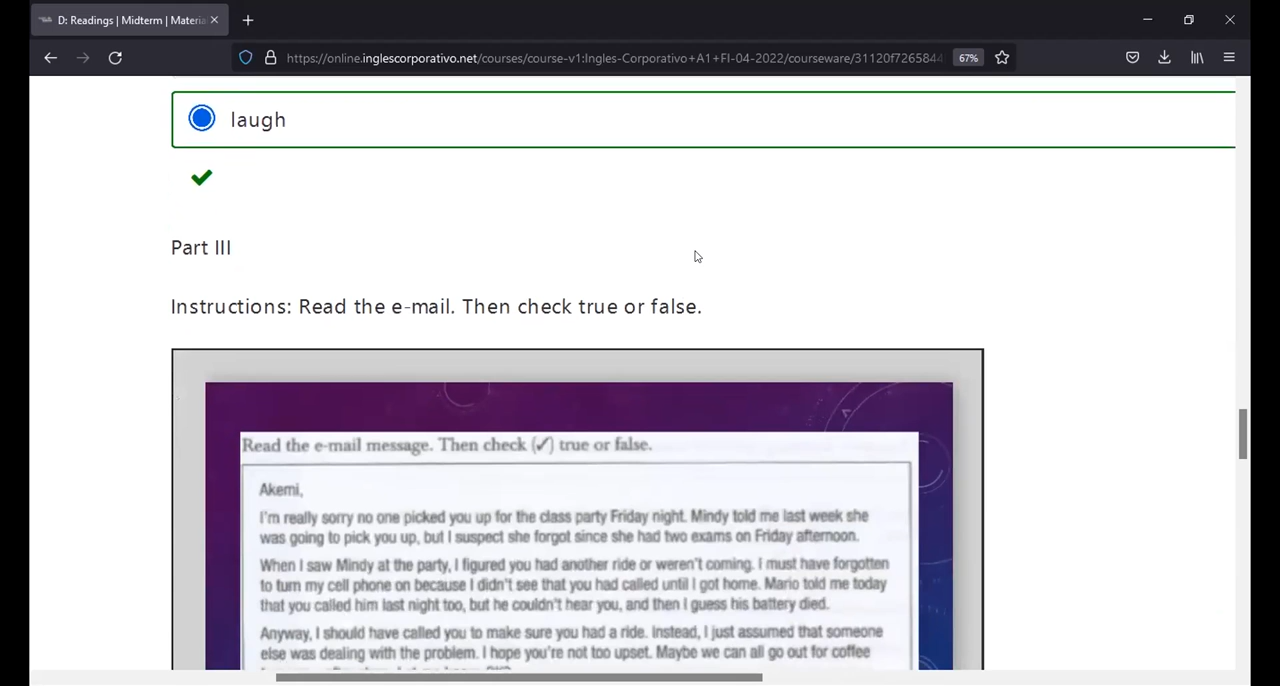 D: Readings | Midterm | Materia
https://online.inglescorporativo.net/courses/course-v1:Ingles-Corporativo+A1+FI-04-2022/courseware/31120f7265844
67%
laugh
Part III
Instructions: Read the e-mail. Then check true or false.
Read the e-mail message. Then check (✓) true or false.
Akemi,
I'm really sorry no one picked you up for the class party Friday night. Mindy told me last week she
was going to pick you up, but I suspect she forgot since she had two exams on Friday afternoon.
When I saw Mindy at the party, I figured you had another ride or weren't coming. I must have forgotten
to turn my cell phone on because I didn't see that you had called until I got home. Mario told me today
that you called him last night too, but he couldn't hear you, and then I guess his battery died.
Anyway, I should have called you to make sure you had a ride. Instead, I just assumed that someone
else was dealing with the problem. I hope you're not too upset. Maybe we can all go out for coffee